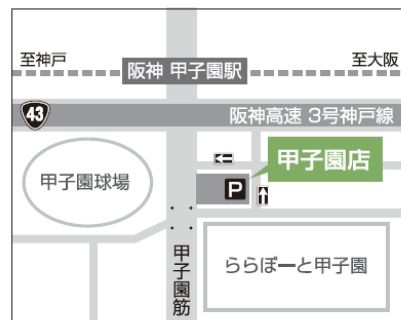 至神戸
至大阪
阪神 甲子園駅
43
阪神高速 3号神戸線
甲子園店
甲子園球場
P
甲子園筋
ららぽーと甲子園